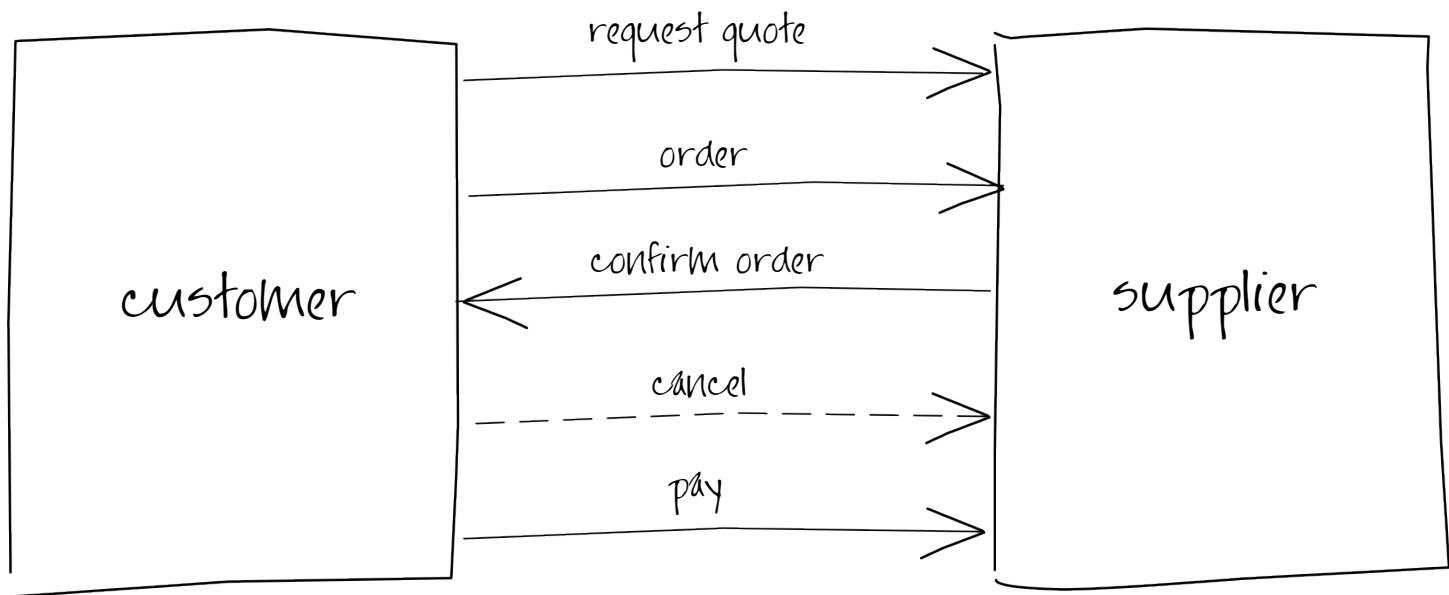 request quote
order
confirm order
customer
supplier
cancel
pay